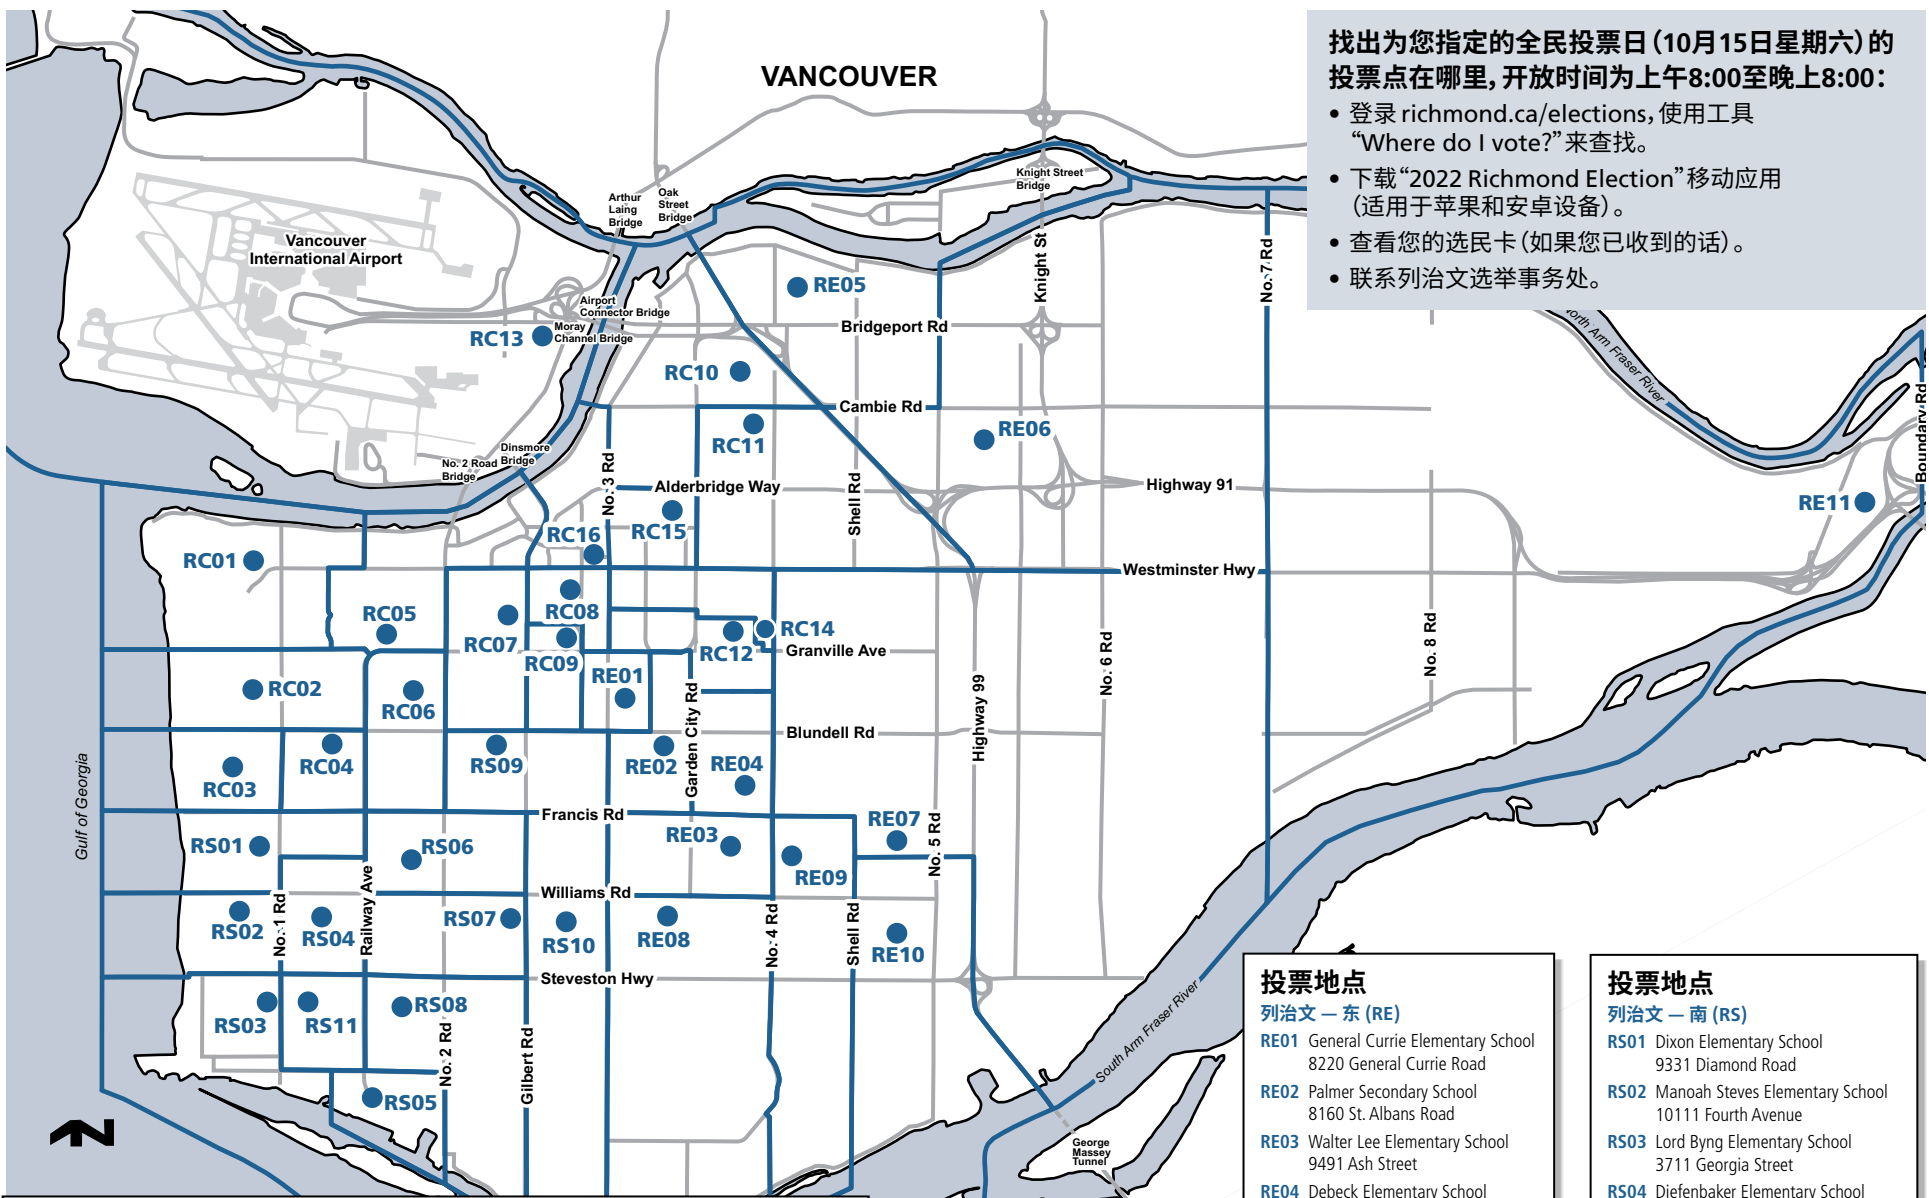 找出为您指定的全民投票日（10月15日星期六）的
投票点在哪里，开放时间为上午8:00至晚上8:00：
• 登录 richmond.ca/elections，使用工具
“Where do I vote?”来查找。
• 下载“2022 Richmond Election”移动应用
（适用于苹果和安卓设备）。
• 查看您的选民卡（如果您已收到的话）。
• 联系列治文选举事务处。
VANCOUVER
Arthur
Laing
Bridge
Oak
Street
Bridge
Knight Street
Bridge
Vancouver
International Airport
Airport
Connector Bridge
Moray
Channel Bridge
Knight St
No. 7 Rd
North Arm Fraser River
Boundary Rd
RE05
Bridgeport Rd
RC13
RC10
Cambie Rd
RC11
RE06
Dinsmore
Bridge
No. 2 Road
Bridge
No. 3 Rd
Alderbridge Way
Shell Rd
Highway 91
RE11
RC15
RC16
RC01
Westminster Hwy
RC05
RC08
RC07
RC09
RC12
RC14
Granville Ave
No. 6 Rd
No. 8 Rd
RE01
RC02
RC06
Garden City Rd
Highway 99
Blundell Rd
Gulf of Georgia
RC03
RC04
RS09
RE02
RE04
Francis Rd
RS01
RS06
RE03
RE07
RE09
No. 5 Rd
Railway Ave
Williams Rd
RS02
No. 1 Rd
RS04
RS07
RS10
RE08
No. 4 Rd
Shell Rd
RE10
Steveston Hwy
RS03
RS11
RS08
No. 2 Rd
Gilbert Rd
RS05
N
South Arm Fraser River
George
Massey
Tunnel
投票地点
列治文 — 东 (RE)
RE01 General Currie Elementary School
8220 General Currie Road
RE02 Palmer Secondary School
8160 St. Albans Road
RE03 Walter Lee Elementary School
9491 Ash Street
RE04 Debeck Elementary School
投票地点
列治文 — 南 (RS)
RS01 Dixon Elementary School
9331 Diamond Road
RS02 Manoah Steves Elementary School
10111 Fourth Avenue
RS03 Lord Byng Elementary School
3711 Georgia Street
RS04 Diefenbaker Elementary School